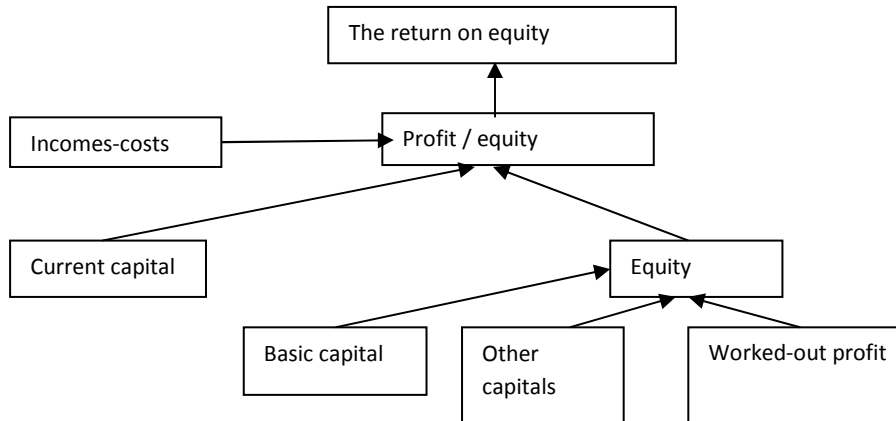 The return on equity
Incomes-costs
Profit / equity
Current capital
Equity
Basic capital
Other
capitals
Worked-out profit